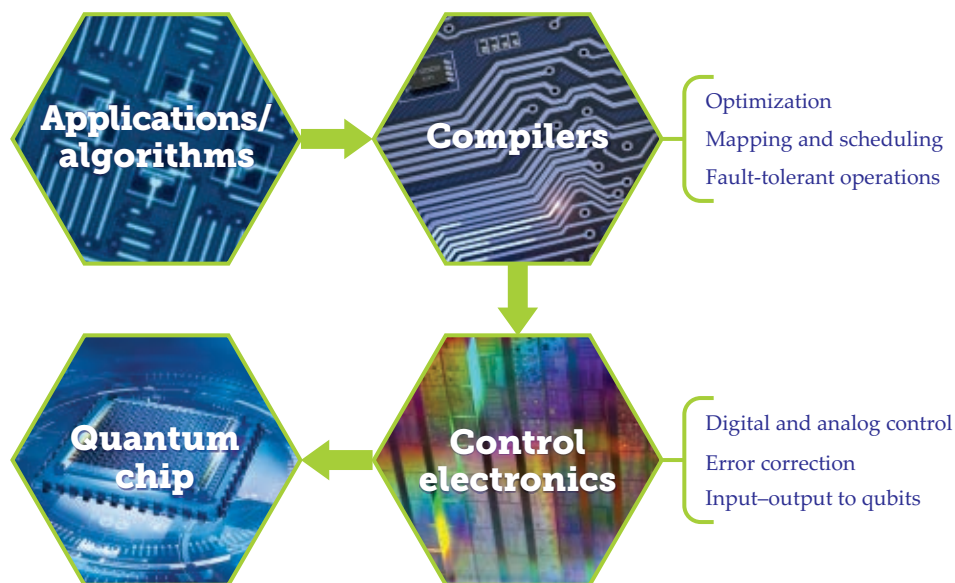 Applications/
algorithms
Compilers
Optimization
Mapping and scheduling
Fault-tolerant operations
Quantum
chip
Control
electronics
Digital and analog control
Error correction
Input–output to qubits